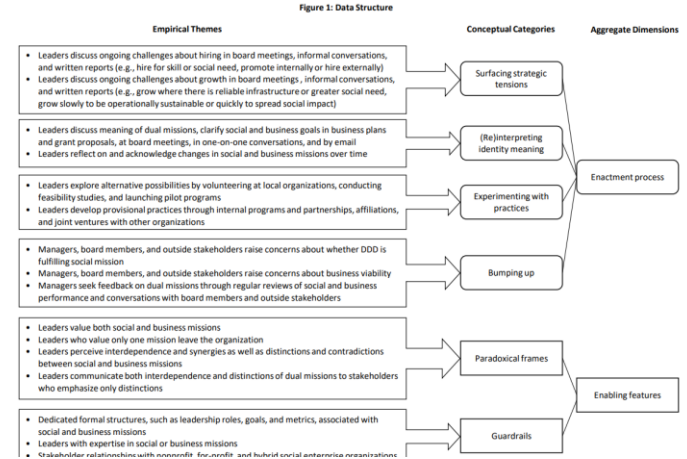 Figure 1: Data Structure
Empirical Themes
Conceptual Categories
Aggregate Dimensions
• Leaders discuss ongoing challenges about hiring in board meetings, informal conversations,
and written reports (e.g., hire for skill or social need, promote internally or hire externally)
• Leaders discuss ongoing challenges about growth in board meetings , informal conversations,
and written reports (e.g., grow where there is reliable infrastructure or greater social need,
grow slowly to be operationally sustainable or quickly to spread social impact)
Surfacing strategic
tensions
• Leaders discuss meaning of dual missions, clarify social and business goals in business plans
and grant proposals, at board meetings, in one-on-one conversations, and by email
• Leaders reflect on and acknowledge changes in social and business missions over time
(Re)interpreting
identity meaning
Enactment process
• Leaders explore alternative possibilities by volunteering at local organizations, conducting
feasibility studies, and launching pilot programs
• Leaders develop provisional practices through internal programs and partnerships, affiliations,
and joint ventures with other organizations
Experimenting with
practices
• Managers, board members, and outside stakeholders raise concerns about whether DDD is
fulfilling social mission
• Managers, board members, and outside stakeholders raise concerns about business viability
• Managers seek feedback on dual missions through regular reviews of social and business
performance and conversations with board members and outside stakeholders
Bumping up
• Leaders value both social and business missions
• Leaders who value only one mission leave the organization
• Leaders perceive interdependence and synergies as well as distinctions and contradictions
between social and business missions
• Leaders communicate both interdependence and distinctions of dual missions to stakeholders
who emphasize only distinctions
Paradoxical frames
Enabling features
• Dedicated formal structures, such as leadership roles, goals, and metrics, associated with
social and business missions
• Leaders with expertise in social or business missions
• Stakeholder relationships with nonprofit, for-profit, and hybrid social enterprise organizations
Guardrails